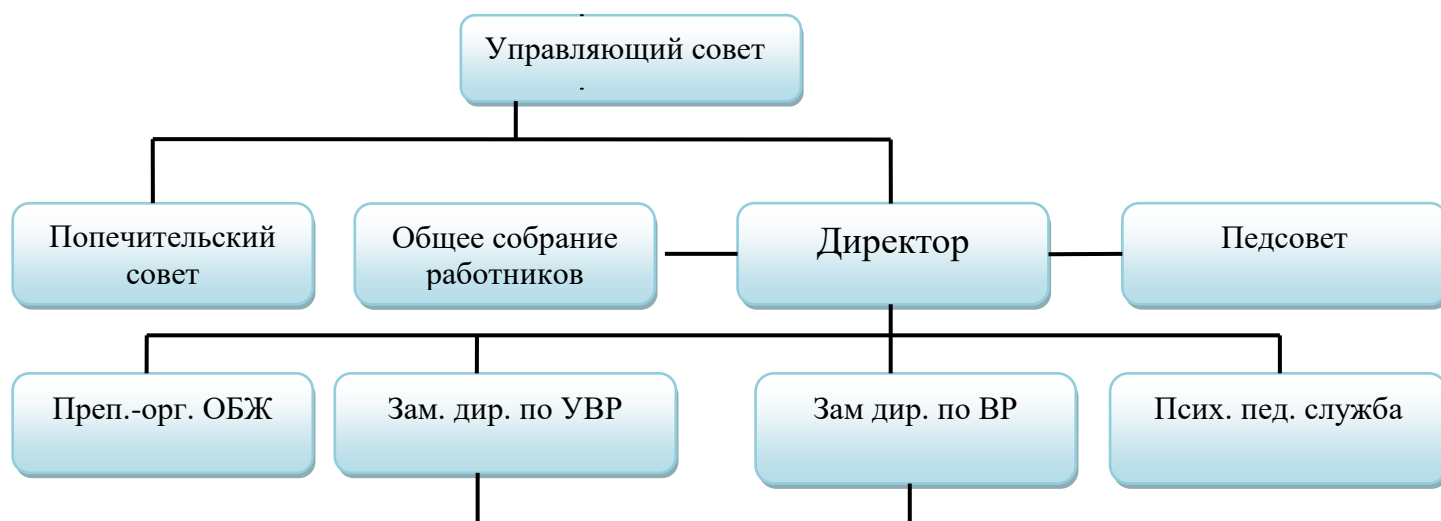 Управляющий совет
Попечительский
совет
Общее собрание
работников
Директор
Педсовет
Преп.-орг. ОБЖ
Зам. дир. по УВР
Зам дир. по ВР
Псих. пед. служба